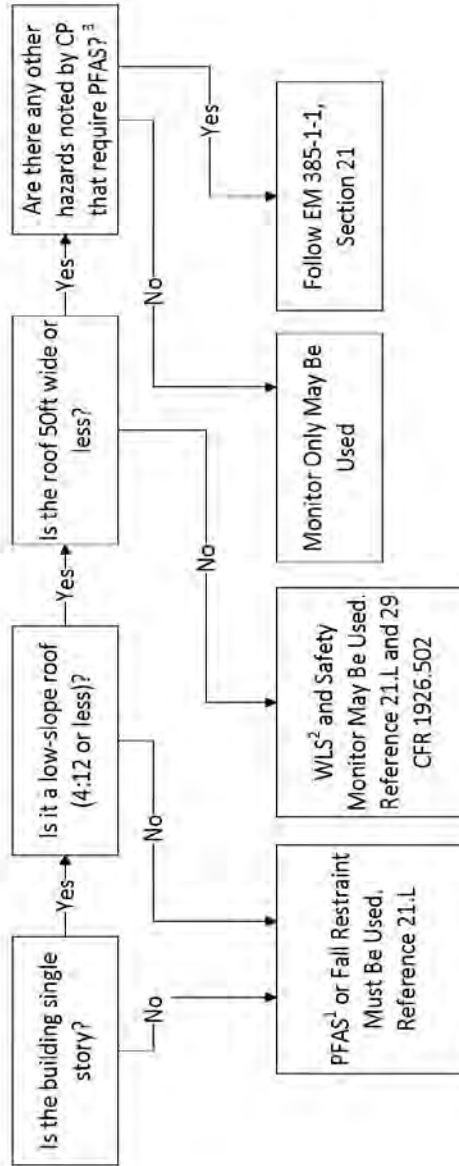 Is the building single
story?
Yes
Is it a low-slope roof
(4:12 or less)?
Yes
Is the roof 50ft wide or
less?
Yes
Are there any other
hazards noted by CP
that require PFAS? 3
No
No
No
No
Yes
PFAS1 or Fall Restraint
Must Be Used.
Reference 21.L
WLS2 and Safety
Monitor May Be Used.
Reference 21.L and 29
CFR 1926.502
Monitor Only May Be
Used
Follow EM 385-1-1,
Section 21